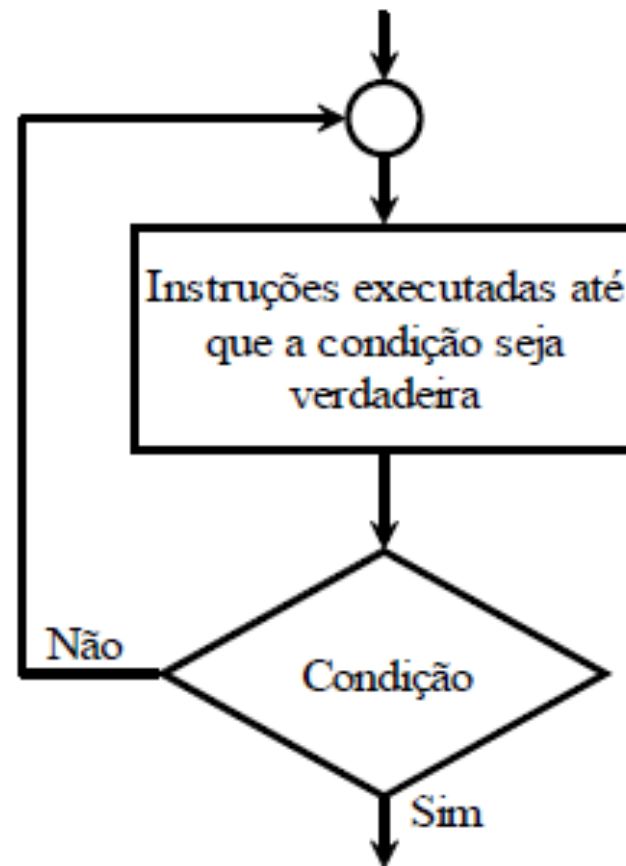 Instruções executadas até
que a condição seja
verdadeira
Condição
Não
Sim